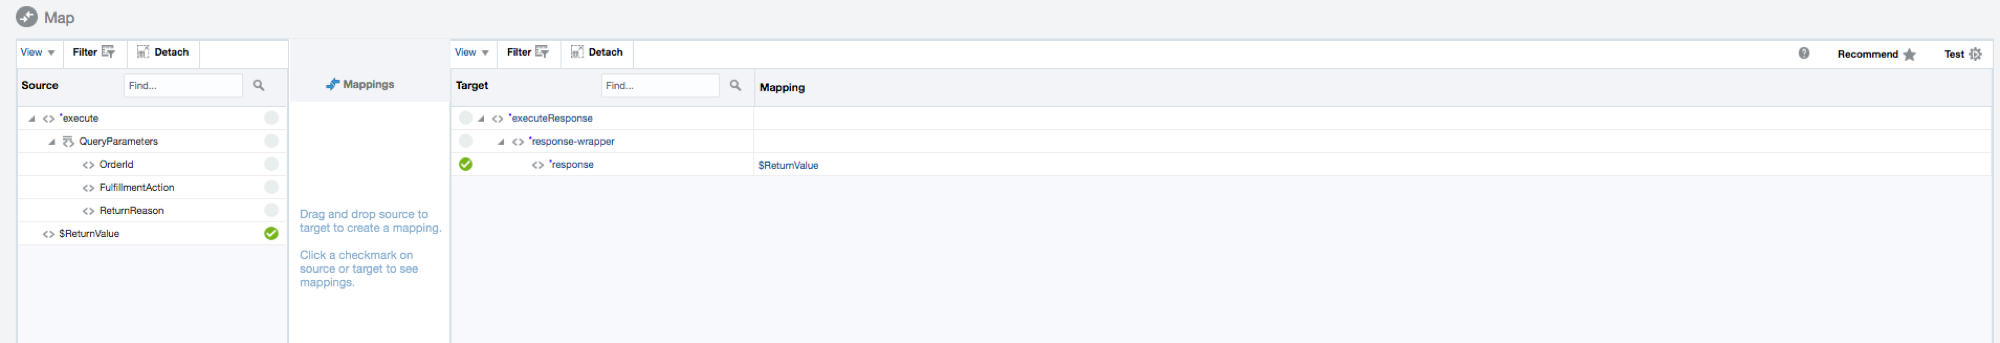 Map
View Filter Detach
View Filter Detach
Recommend Test
Source Find...
Mappings
Target Find... Mapping
*execute
QueryParameters
OrderId
FulfillmentAction
ReturnReason
$ReturnValue
Drag and drop source to
target to create a mapping.
Click a checkmark on
source or target to see
mappings.
*executeResponse
*response-wrapper
*response $ReturnValue